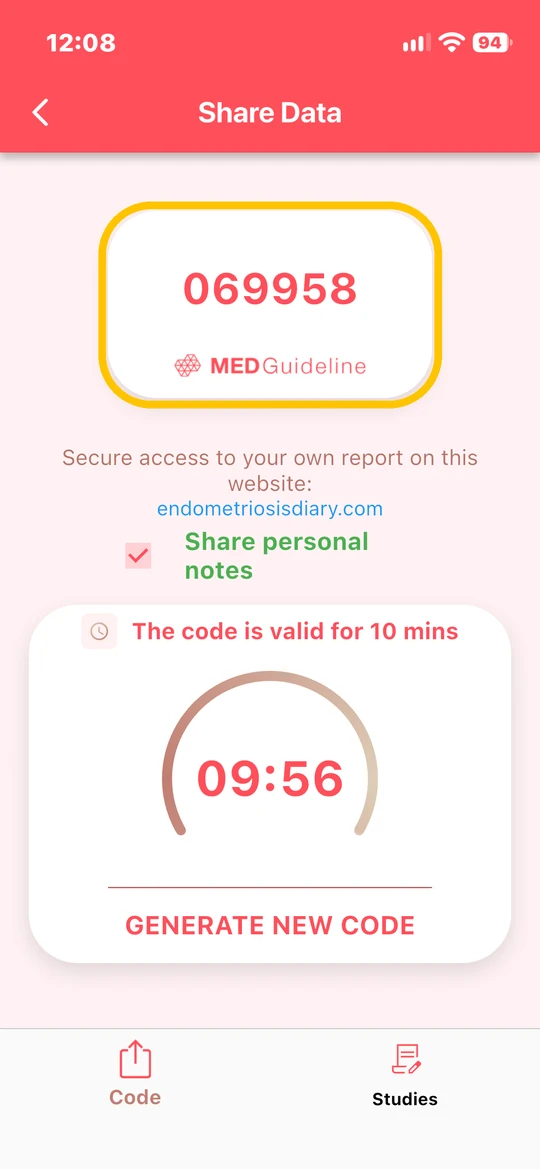 12:08
94
Share Data
069958
MEDGuideline
Secure access to your own report on this
website:
endometriosisdiary.com
Share personal
notes
The code is valid for 10 mins
09:56
GENERATE NEW CODE
Code
Studies